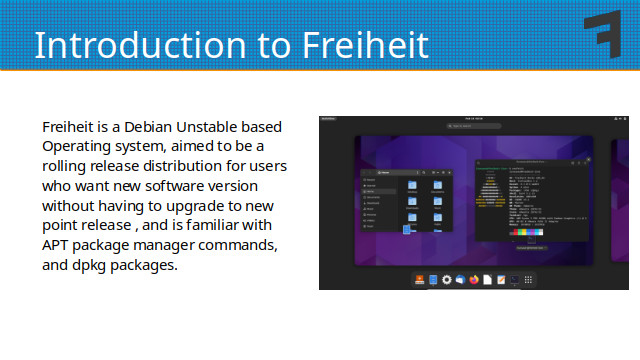 Introduction to Freiheit
Freiheit is a Debian Unstable based
Operating system, aimed to be a
rolling release distribution for users
who want new software version
without having to upgrade to new
point release , and is familiar with
APT package manager commands,
and dpkg packages.